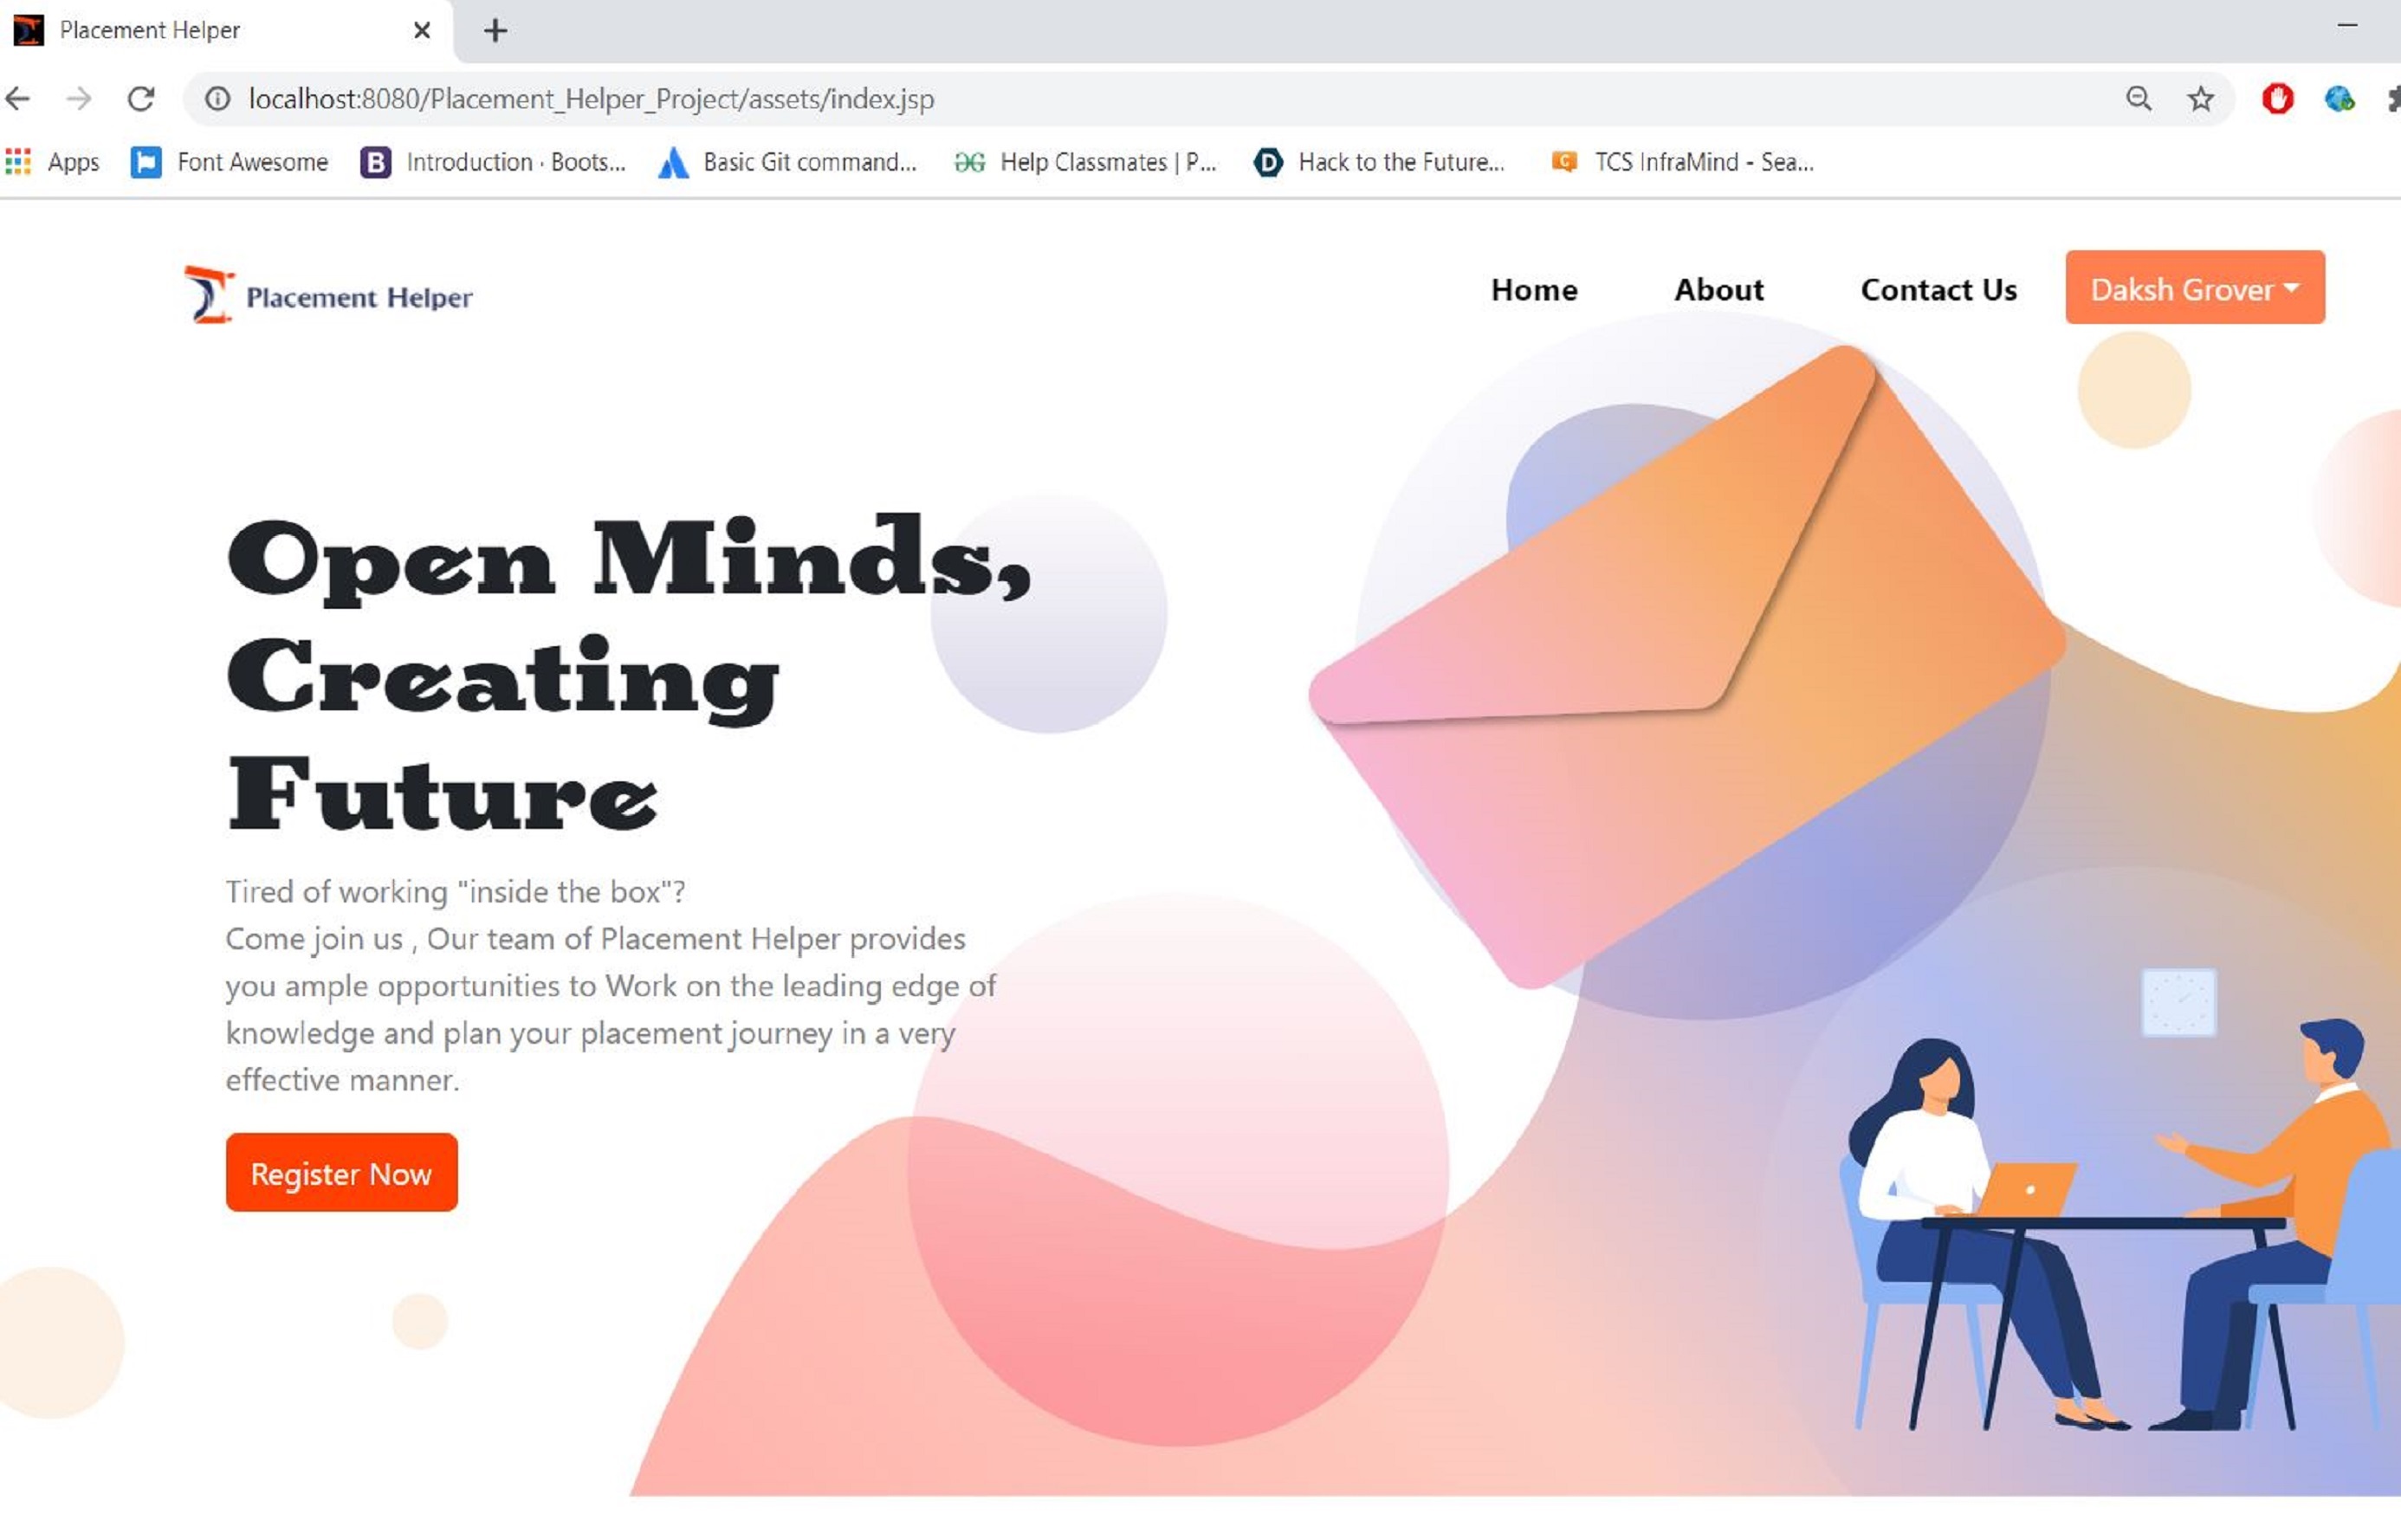 Placement Helper
localhost:8080/Placement_Helper_Project/assets/index.jsp
Apps Font Awesome Introduction · Boots... Basic Git command... Help Classmates | P... Hack to the Future... TCS InfraMind - Sea...
Placement Helper
Home About Contact Us Daksh Grover
Open Minds,
Creating
Future
Tired of working "inside the box"?
Come join us , Our team of Placement Helper provides
you ample opportunities to Work on the leading edge of
knowledge and plan your placement journey in a very
effective manner.
Register Now